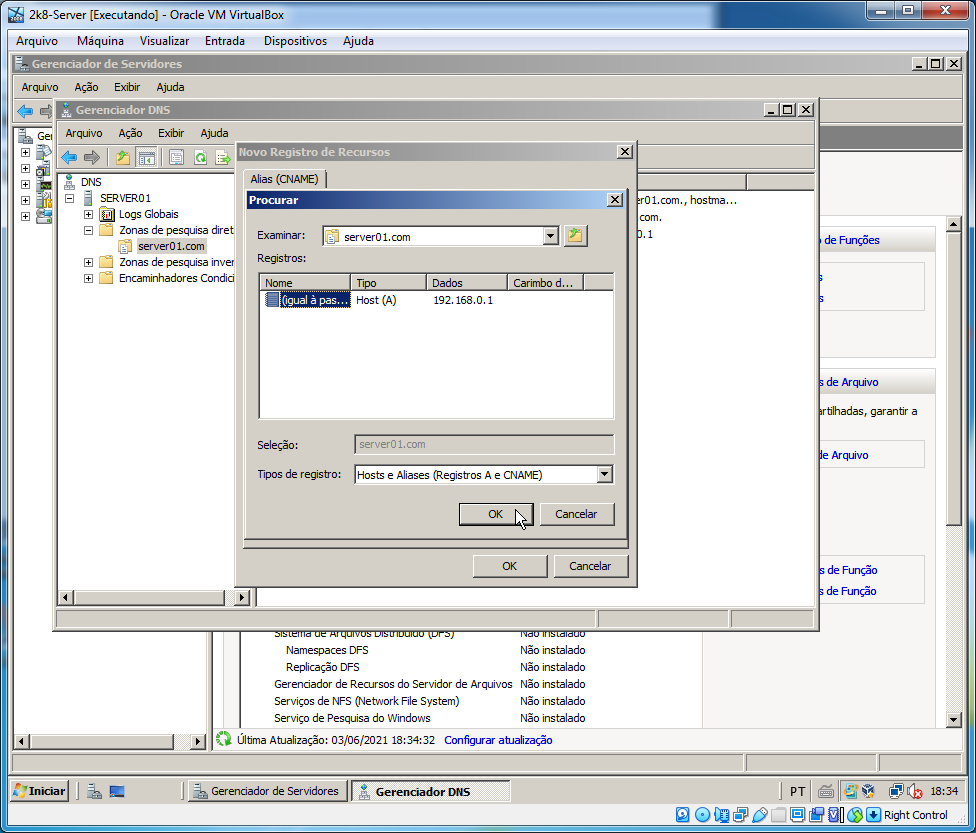 2k8-Server [Executando] - Oracle VM VirtualBox
Arquivo Máquina Visualizar Entrada Dispositivos Ajuda
Gerenciador de Servidores
Arquivo Ação Exibir Ajuda
Gerenciador DNS
Arquivo Ação Exibir Ajuda
DNS
SERVER01
Logs Globais
Zonas de pesquisa diret
server01.com
Zonas de pesquisa inver
Encaminhadores Condici
Novo Registro de Recursos
Alias (CNAME)
Procurar
Examinar: server01.com
Registros:
Nome Tipo Dados Carimbo d...
(igual à pas... Host (A) 192.168.0.1
Seleção: server01.com
Tipos de registro: Hosts e Aliases (Registros A e CNAME)
OK Cancelar
OK Cancelar
er01.com., hostma...
com.
0.1
o de Funções
s
s
s de Arquivo
artilhadas, garantir a
de Arquivo
s de Função
s de Função
Sistema de Arquivos Distribuído (DFS) Não instalado
Namespaces DFS Não instalado
Replicação DFS Não instalado
Gerenciador de Recursos do Servidor de Arquivos Não instalado
Serviços de NFS (Network File System) Não instalado
Serviço de Pesquisa do Windows Não instalado
Última Atualização: 03/06/2021 18:34:32 Configurar atualização
Iniciar Gerenciador de Servidores Gerenciador DNS PT 18:34
Right Control